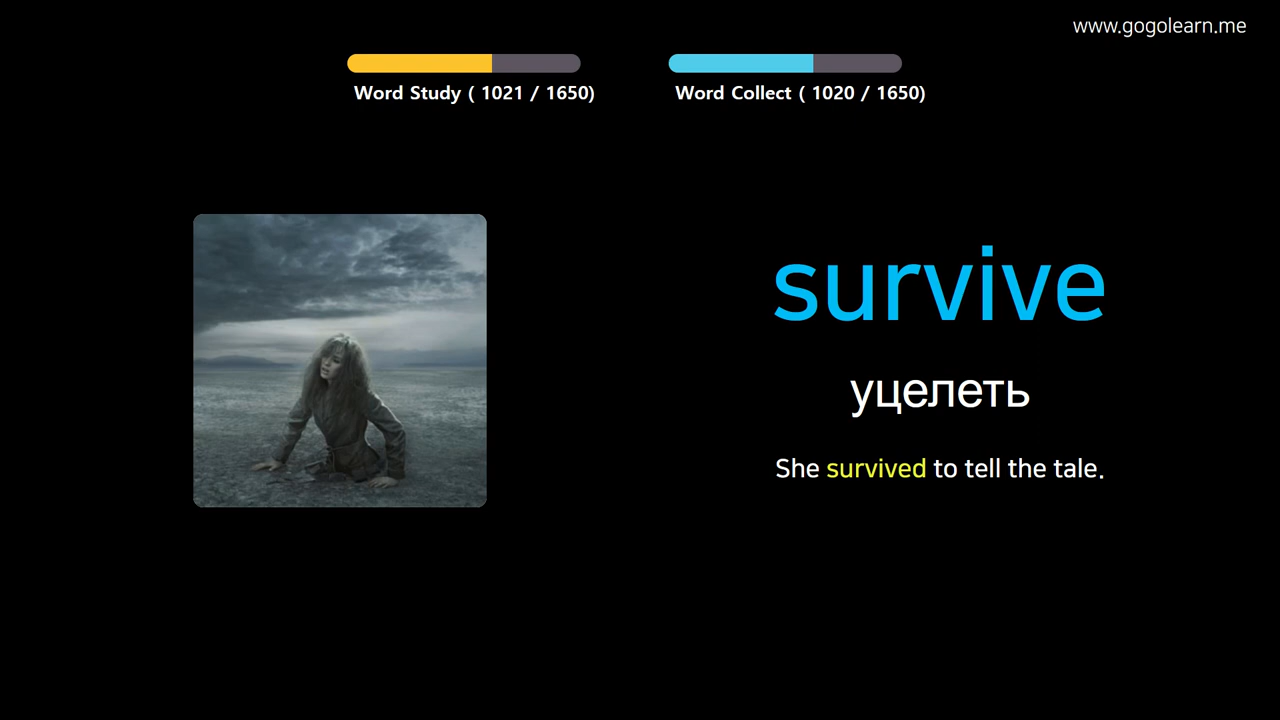 www.gogolearn.me
Word Study ( 1021 / 1650)
Word Collect ( 1020 / 1650)
survive
уцелеть
She survived to tell the tale.